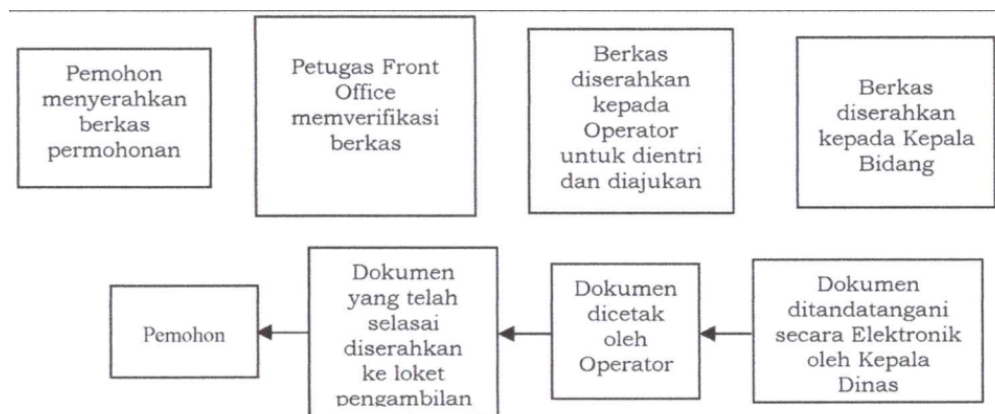 Pemohon
menyerahkan
berkas
permohonan
Petugas Front
Office
memverifikasi
berkas
Berkas
diserahkan
kepada
Operator
untuk dientri
dan diajukan
Berkas
diserahkan
kepada Kepala
Bidang
Pemohon
Dokumen
yang telah
selasai
diserahkan
ke loket
pengambilan
Dokumen
dicetak
oleh
Operator
Dokumen
ditandatangani
secara Elektronik
oleh Kepala
Dinas